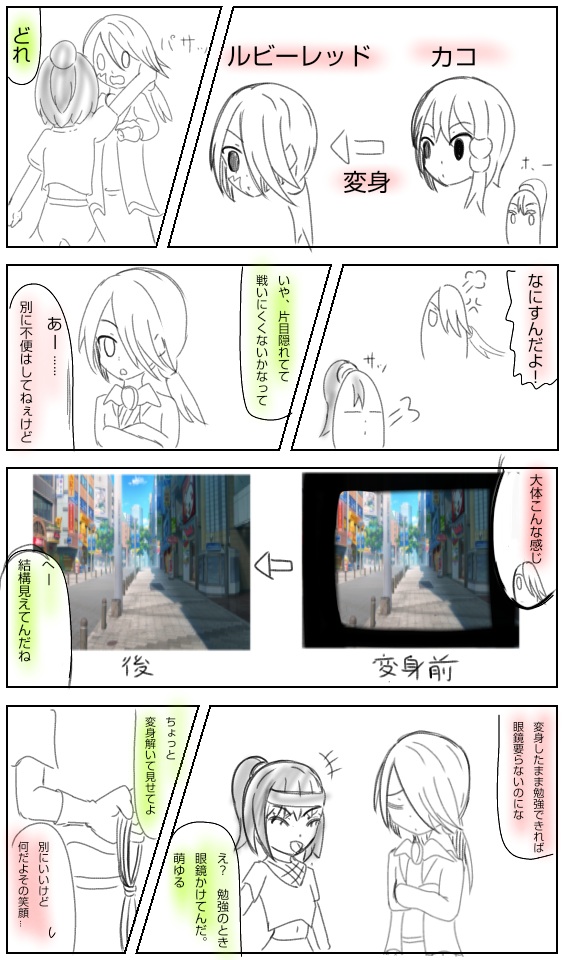 カコ
ルビーレッド
変身
ホ、ー
パサ…
どれ
なにすんだよ！
サッ
いや、片目隠れてて
戦いにくくないかなって
あー……
別に不便はしてねぇけど
大体こんな感じ
変身前
後
へー
結構見えてんだね
変身したまま勉強できれば
眼鏡要らないのにな
え？　勉強のとき
眼鏡かけてんだ。
萌ゆる
ちょっと
変身解いて見せてよ
別にいいけど
何だよその笑顔…